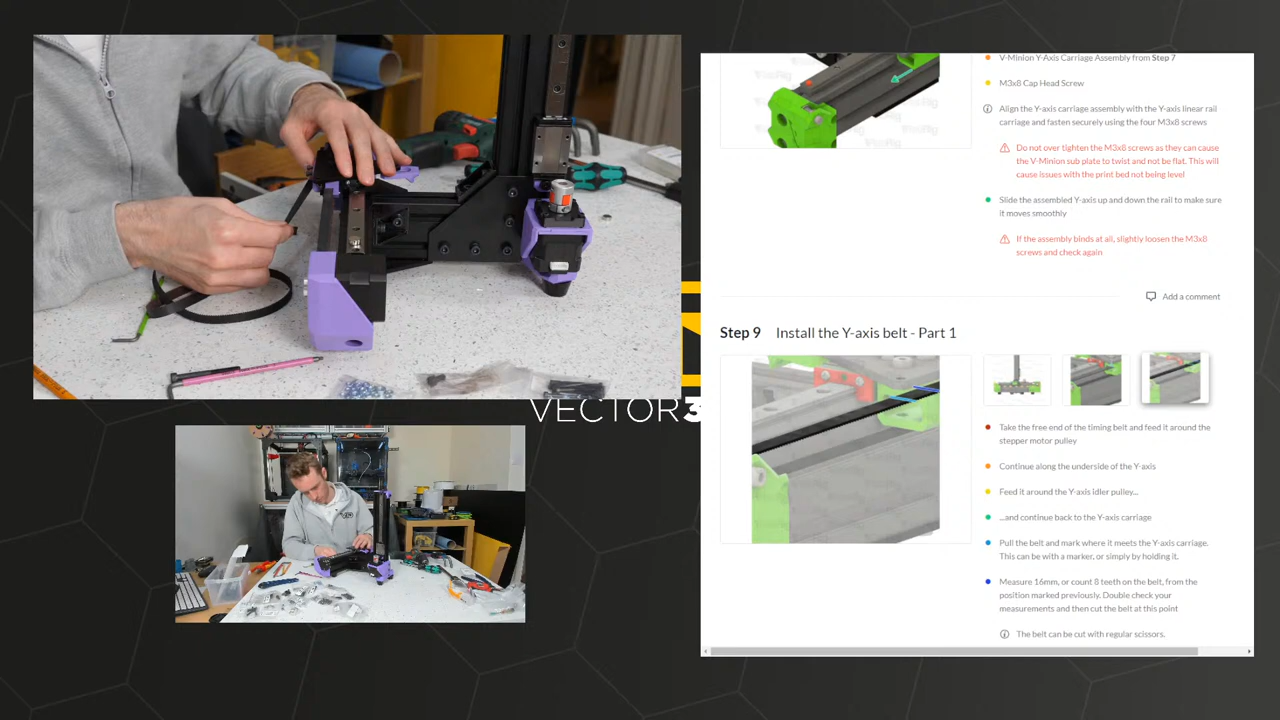 V-Minion Y-Axis Carriage Assembly from Step 7
M3x8 Cap Head Screw
Align the Y-axis carriage assembly with the Y-axis linear rail
carriage and fasten securely using the four M3x8 screws
Do not over tighten the M3x8 screws as they can cause
the V-Minion sub plate to twist and not be flat. This will
cause issues with the print bed not being level
Slide the assembled Y-axis up and down the rail to make sure
it moves smoothly
If the assembly binds at all, slightly loosen the M3x8
screws and check again
Add a comment
Step 9 Install the Y-axis belt - Part 1
Take the free end of the timing belt and feed it around the
stepper motor pulley
Continue along the underside of the Y-axis
Feed it around the Y-axis idler pulley...
...and continue back to the Y-axis carriage
Pull the belt and mark where it meets the Y-axis carriage.
This can be with a marker, or simply by holding it.
Measure 16mm, or count 8 teeth on the belt, from the
position marked previously. Double check your
measurements and then cut the belt at this point
The belt can be cut with regular scissors.
VECTOR3